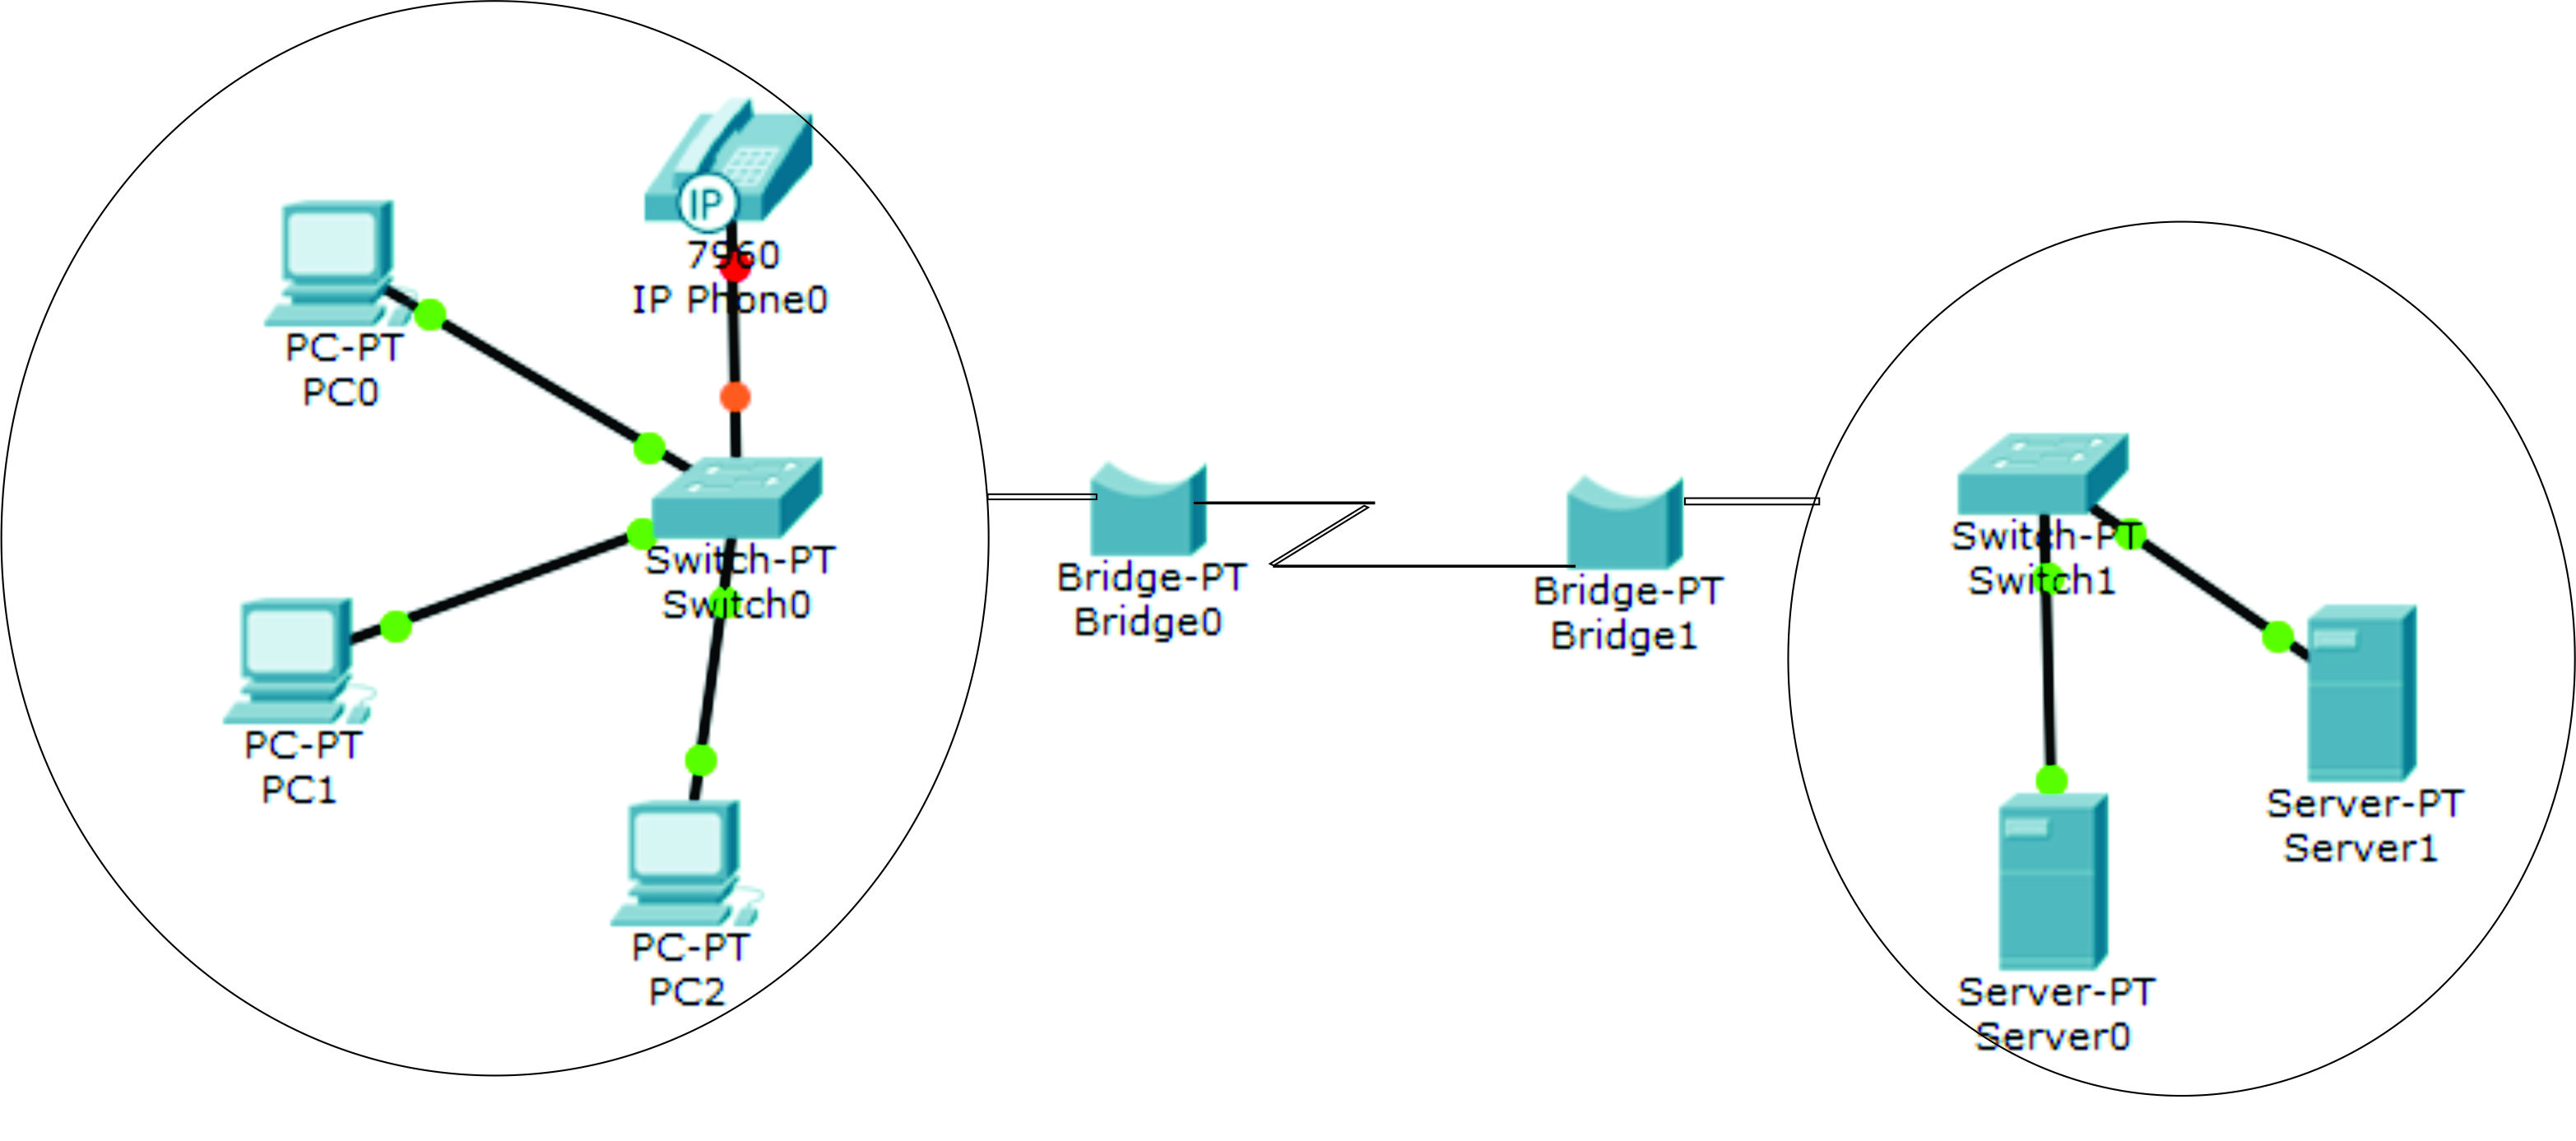 IP
7960
IP Phone0
PC-PT
PC0
Switch-PT
Switch0
PC-PT
PC1
PC-PT
PC2
Bridge-PT
Bridge0
Bridge-PT
Bridge1
Switch-PT
Switch1
Server-PT
Server1
Server-PT
Server0